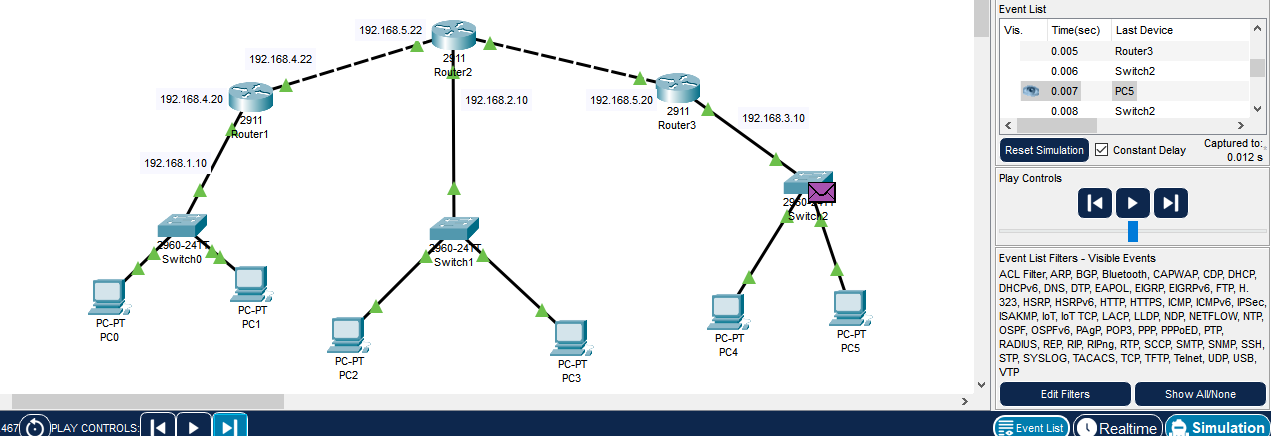 192.168.5.22
2911
Router2
192.168.4.22
192.168.4.20
2911
Router1
192.168.2.10
192.168.5.20
2911
Router3
192.168.3.10
192.168.1.10
2960-24TT
Switch0
2960-24TT
Switch1
2960-24TT
Switch2
PC-PT
PC0
PC-PT
PC1
PC-PT
PC2
PC-PT
PC3
PC-PT
PC4
PC-PT
PC5
Event List
Vis. Time(sec) Last Device
0.005 Router3
0.006 Switch2
0.007 PC5
0.008 Switch2
Reset Simulation Constant Delay Captured to:
0.012 s
Play Controls
Event List Filters - Visible Events
ACL Filter, ARP, BGP, Bluetooth, CAPWAP, CDP, DHCP,
DHCPv6, DNS, DTP, EAPOL, EIGRP, EIGRPv6, FTP, H.
323, HSRP, HSRPv6, HTTP, HTTPS, ICMP, ICMPv6, IPSec,
ISAKMP, IoT, IoT TCP, LACP, LLDP, NDP, NETFLOW, NTP,
OSPF, OSPFv6, PAgP, POP3, PPP, PPPoED, PTP,
RADIUS, REP, RIP, RIPng, RTP, SCCP, SMTP, SNMP, SSH,
STP, SYSLOG, TACACS, TCP, TFTP, Telnet, UDP, USB,
VTP
Edit Filters Show All/None
467 PLAY CONTROLS:
Event List Realtime Simulation